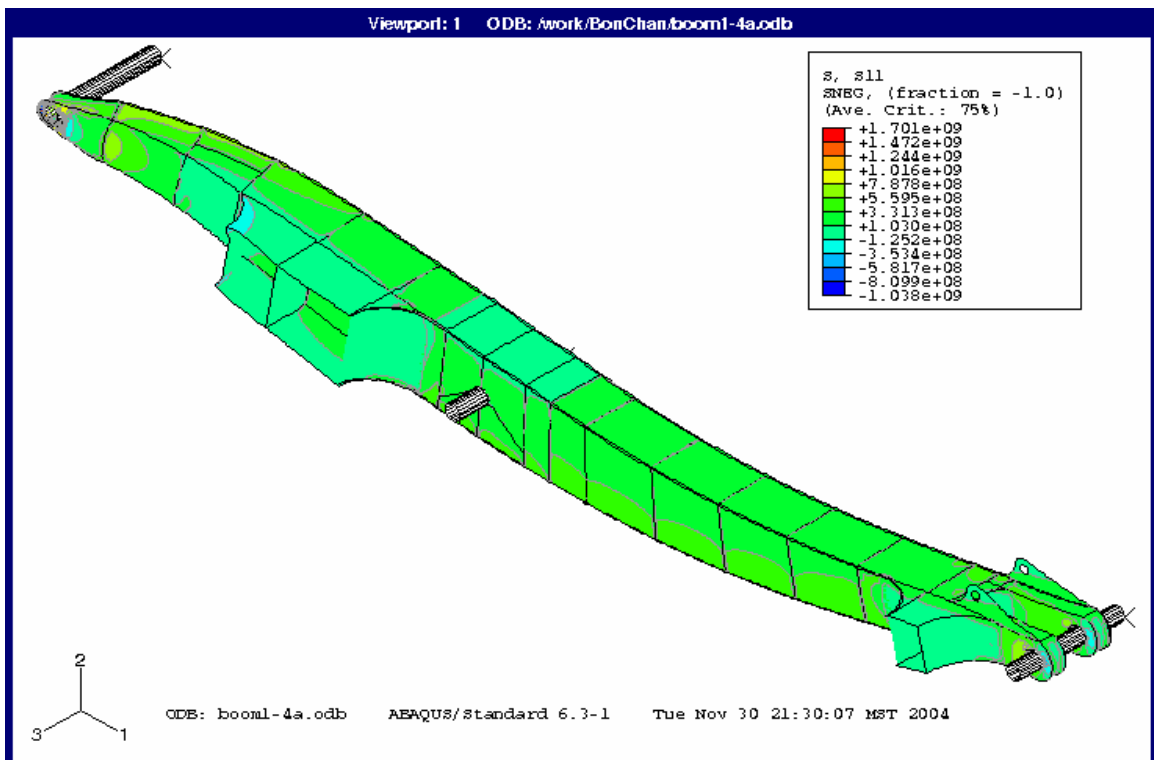 Viewport: 1 ODB: /work/BonChan/boom1-4a.odb
S, S11
SNEG, (fraction = -1.0)
(Ave. Crit.: 75%)
+1.701e+09
+1.472e+09
+1.244e+09
+1.016e+09
+7.878e+08
+5.595e+08
+3.313e+08
+1.030e+08
-1.252e+08
-3.534e+08
-5.817e+08
-8.099e+08
-1.038e+09
2
3
1
ODB: boom1-4a.odb ABAQUS/Standard 6.3-1 Tue Nov 30 21:30:07 MST 2004